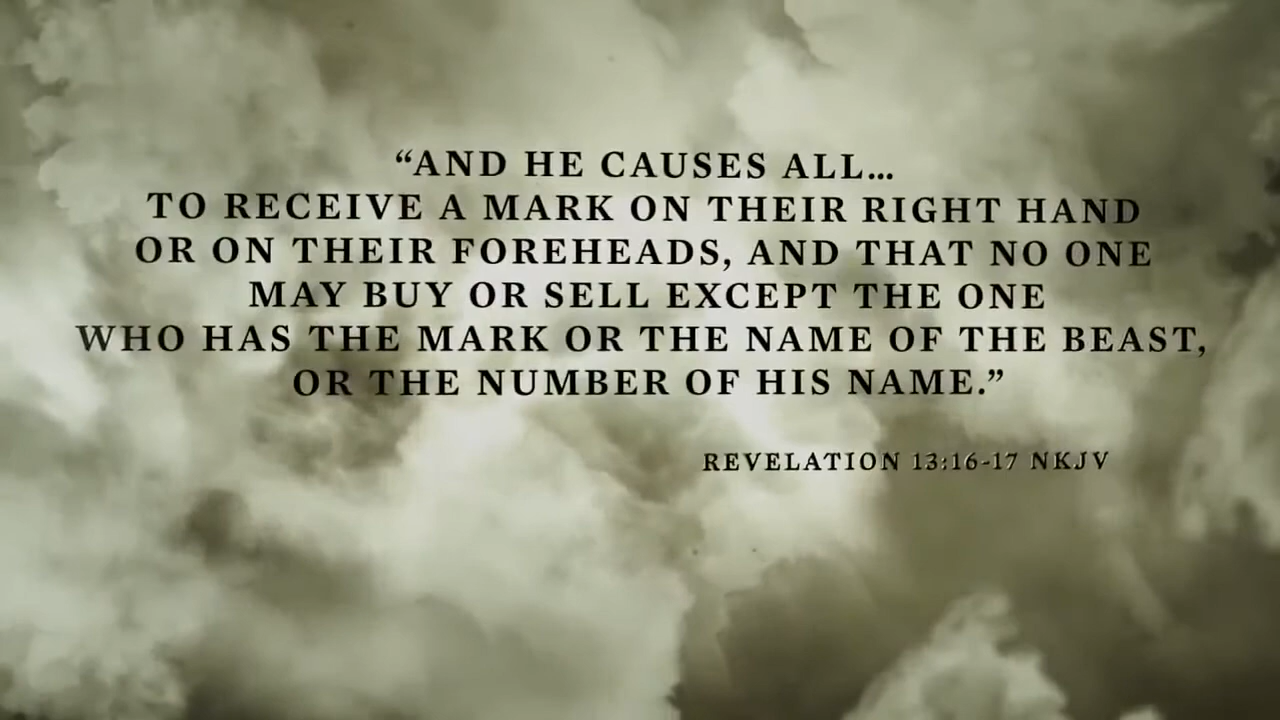 “AND HE CAUSES ALL...
TO RECEIVE A MARK ON THEIR RIGHT HAND
OR ON THEIR FOREHEADS, AND THAT NO ONE
MAY BUY OR SELL EXCEPT THE ONE
WHO HAS THE MARK OR THE NAME OF THE BEAST,
OR THE NUMBER OF HIS NAME.”
REVELATION 13:16-17 NKJV